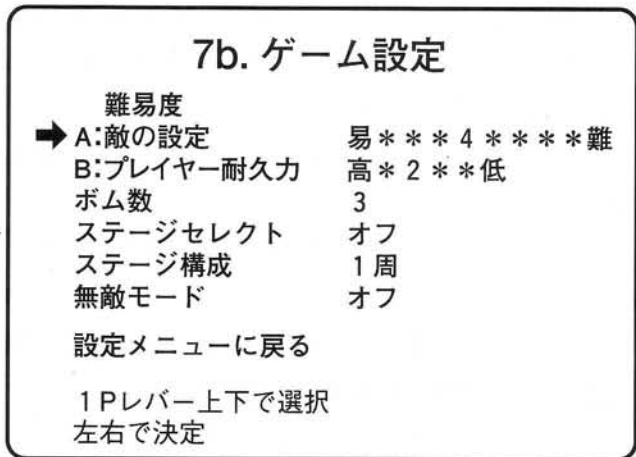 7b. ゲーム設定
難易度
➡ A:敵の設定 易＊＊＊4＊＊＊＊難
B:プレイヤー耐久力 高＊2＊＊低
ボム数 3
ステージセレクト オフ
ステージ構成 1周
無敵モード オフ
設定メニューに戻る
1Pレバー上下で選択
左右で決定